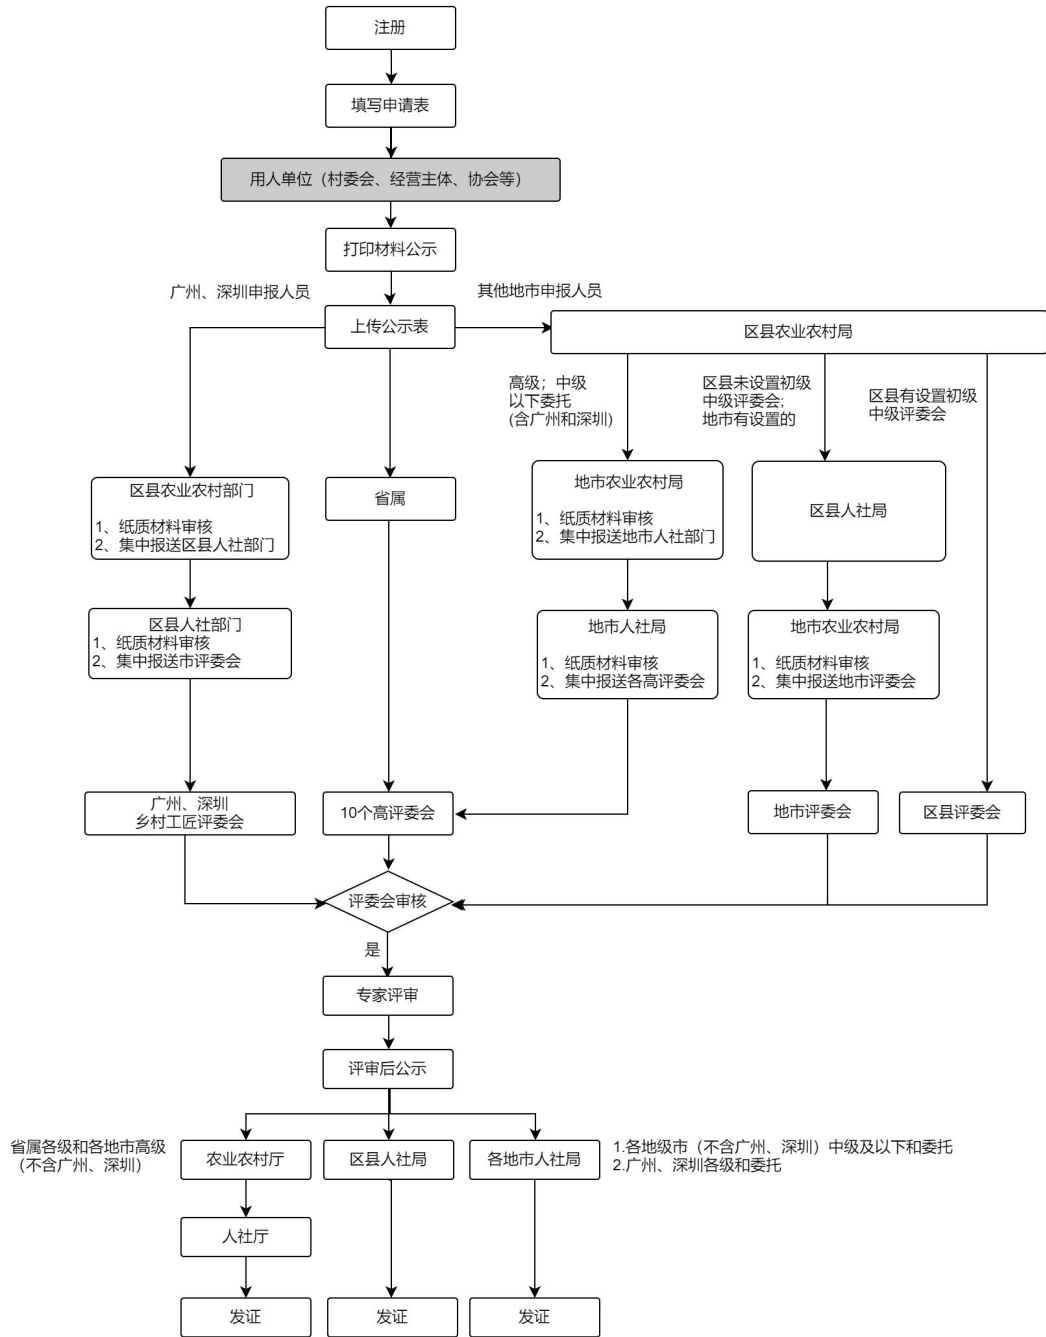 注册
填写申请表
用人单位（村委会、经营主体、协会等）
打印材料公示
广州、深圳申报人员
其他地市申报人员
上传公示表
区县农业农村局
高级；中级
以下委托
(含广州和深圳)
区县未设置初级
中级评委会;
地市有设置的
区县有设置初级
中级评委会
区县农业农村部门
1、纸质材料审核
2、集中报送区县人社部门
省属
地市农业农村局
1、纸质材料审核
2、集中报送地市人社部门
区县人社局
区县人社部门
1、纸质材料审核
2、集中报送市评委会
地市人社局
1、纸质材料审核
2、集中报送各高评委会
地市农业农村局
1、纸质材料审核
2、集中报送地市评委会
广州、深圳
乡村工匠评委会
10个高评委会
地市评委会
区县评委会
评委会审核
是
专家评审
评审后公示
省属各级和各地市高级
（不含广州、深圳）
农业农村厅
区县人社局
各地市人社局
1.各地级市（不含广州、深圳）中级及以下和委托
2.广州、深圳各级和委托
人社厅
发证
发证
发证